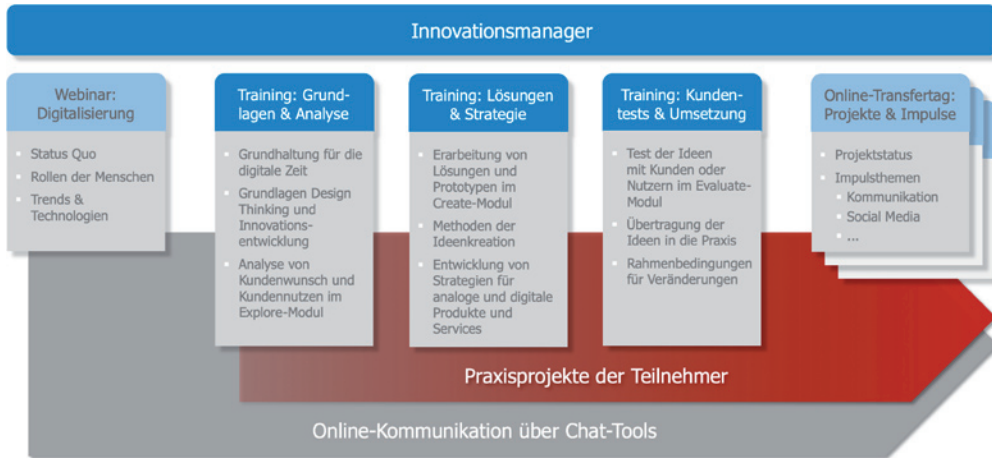 Innovationsmanager
Webinar:
Digitalisierung
Status Quo
Rollen der Menschen
Trends &
Technologien
Training: Grund-
lagen & Analyse
Grundhaltung für die
digitale Zeit
Grundlagen Design
Thinking und
Innovations-
entwicklung
Analyse von
Kundenwunsch und
Kundennutzen im
Explore-Modul
Training: Lösungen
& Strategie
Erarbeitung von
Lösungen und
Prototypen im
Create-Modul
Methoden der
Ideenkreation
Entwicklung von
Strategien für
analoge und digitale
Produkte und
Services
Training: Kunden-
tests & Umsetzung
Test der Ideen
mit Kunden oder
Nutzern im Evaluate-
Modul
Übertragung der
Ideen in die Praxis
Rahmenbedingungen
für Veränderungen
Online-Transfertag:
Projekte & Impulse
Projektstatus
Impulsthemen
Kommunikation
Social Media
...
Praxisprojekte der Teilnehmer
Online-Kommunikation über Chat-Tools